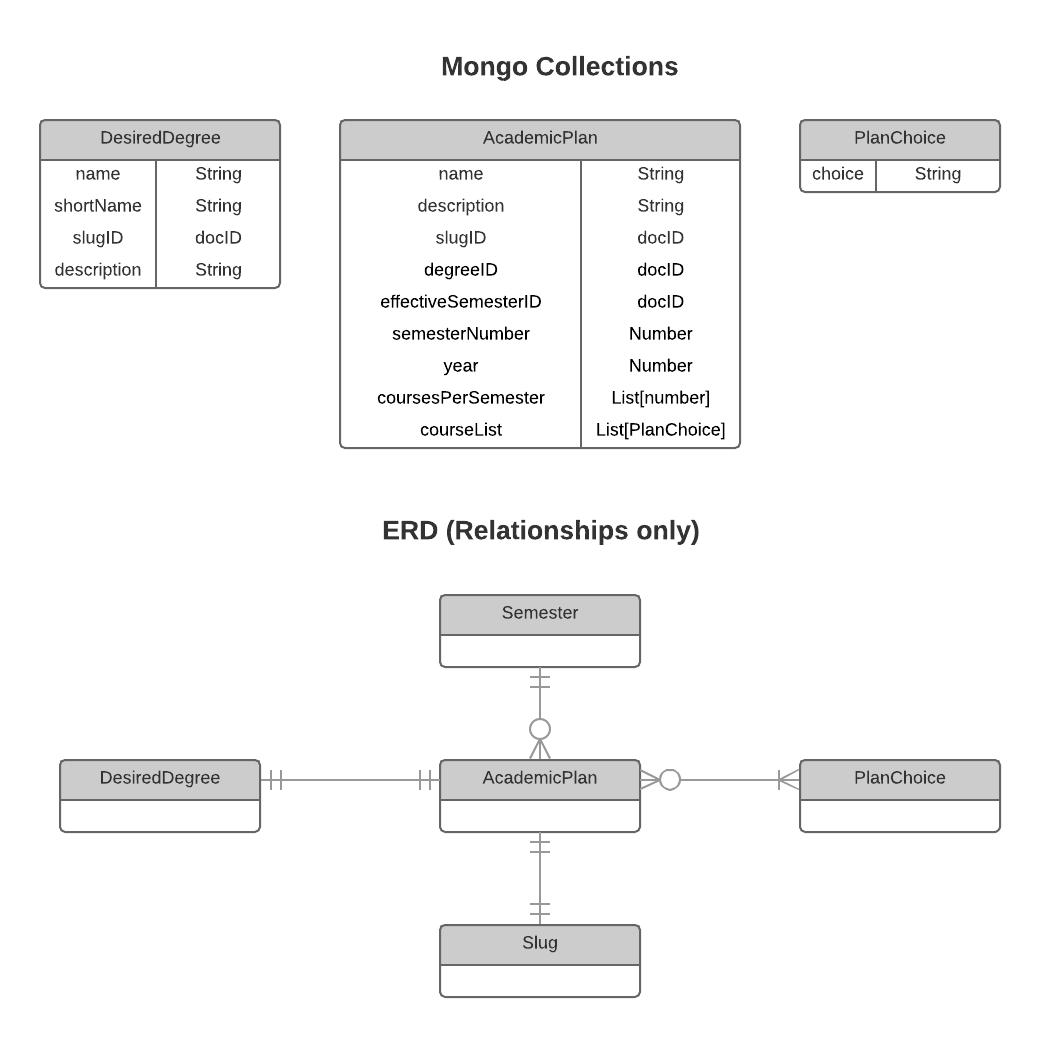 Mongo Collections
DesiredDegree
name String
shortName String
slugID docID
description String
AcademicPlan
name String
description String
slugID docID
degreeID docID
effectiveSemesterID docID
semesterNumber Number
year Number
coursesPerSemester List[number]
courseList List[PlanChoice]
PlanChoice
choice String
ERD (Relationships only)
Semester
DesiredDegree
AcademicPlan
PlanChoice
Slug